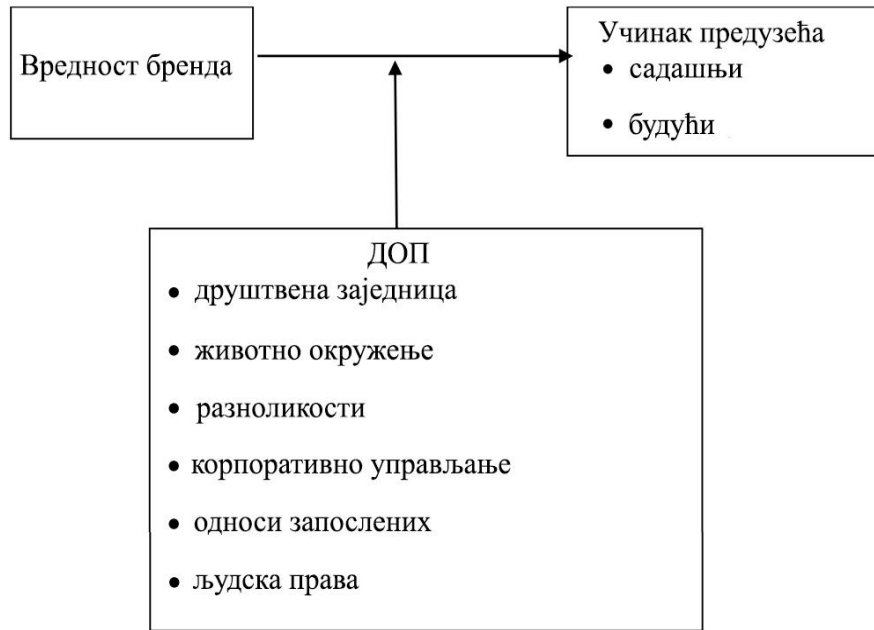 Вредност бренда
Учинак предузећа
• садашњи
• будући
ДОП
• друштвена заједница
• животно окружење
• разноликости
• корпоративно управљање
• односи запослених
• људска права